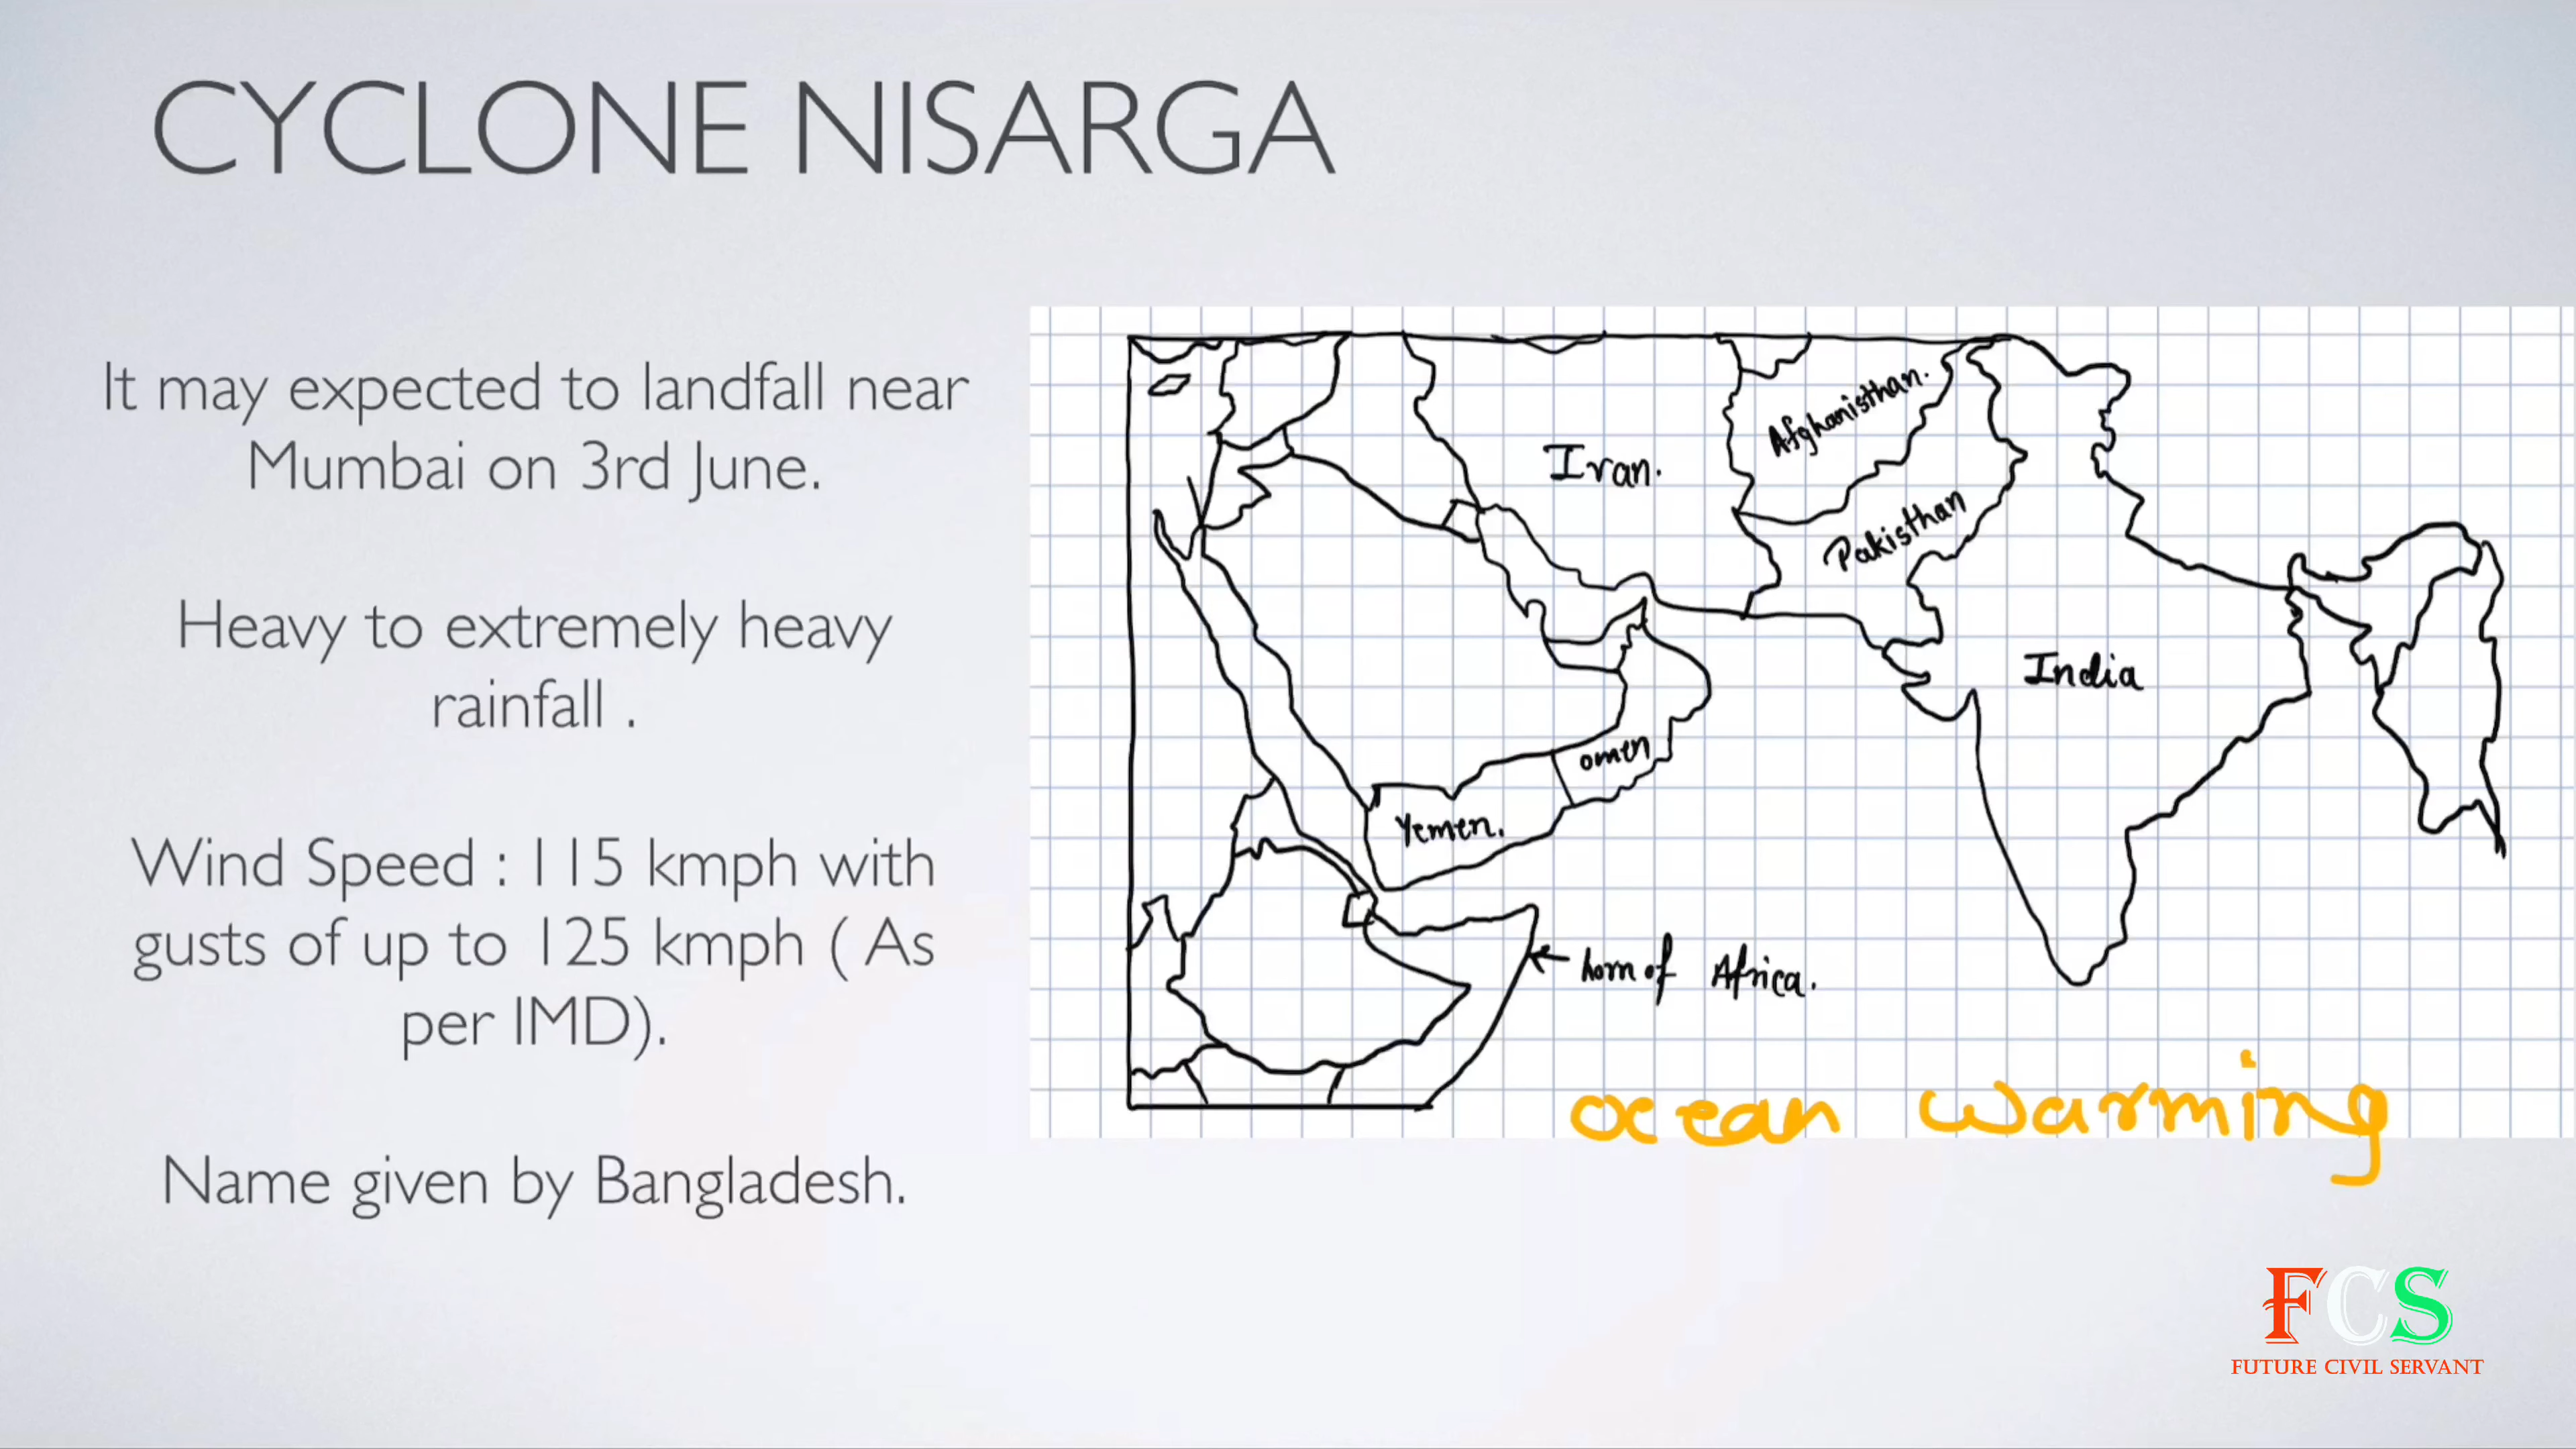 CYCLONE NISARGA
It may expected to landfall near
Mumbai on 3rd June.
Heavy to extremely heavy
rainfall .
Wind Speed : 115 kmph with
gusts of up to 125 kmph ( As
per IMD).
Name given by Bangladesh.
Afghanisthan.
Iran.
Pakisthan
India
omen
Yemen.
horn of Africa.
ocean warming
FCS
FUTURE CIVIL SERVANT